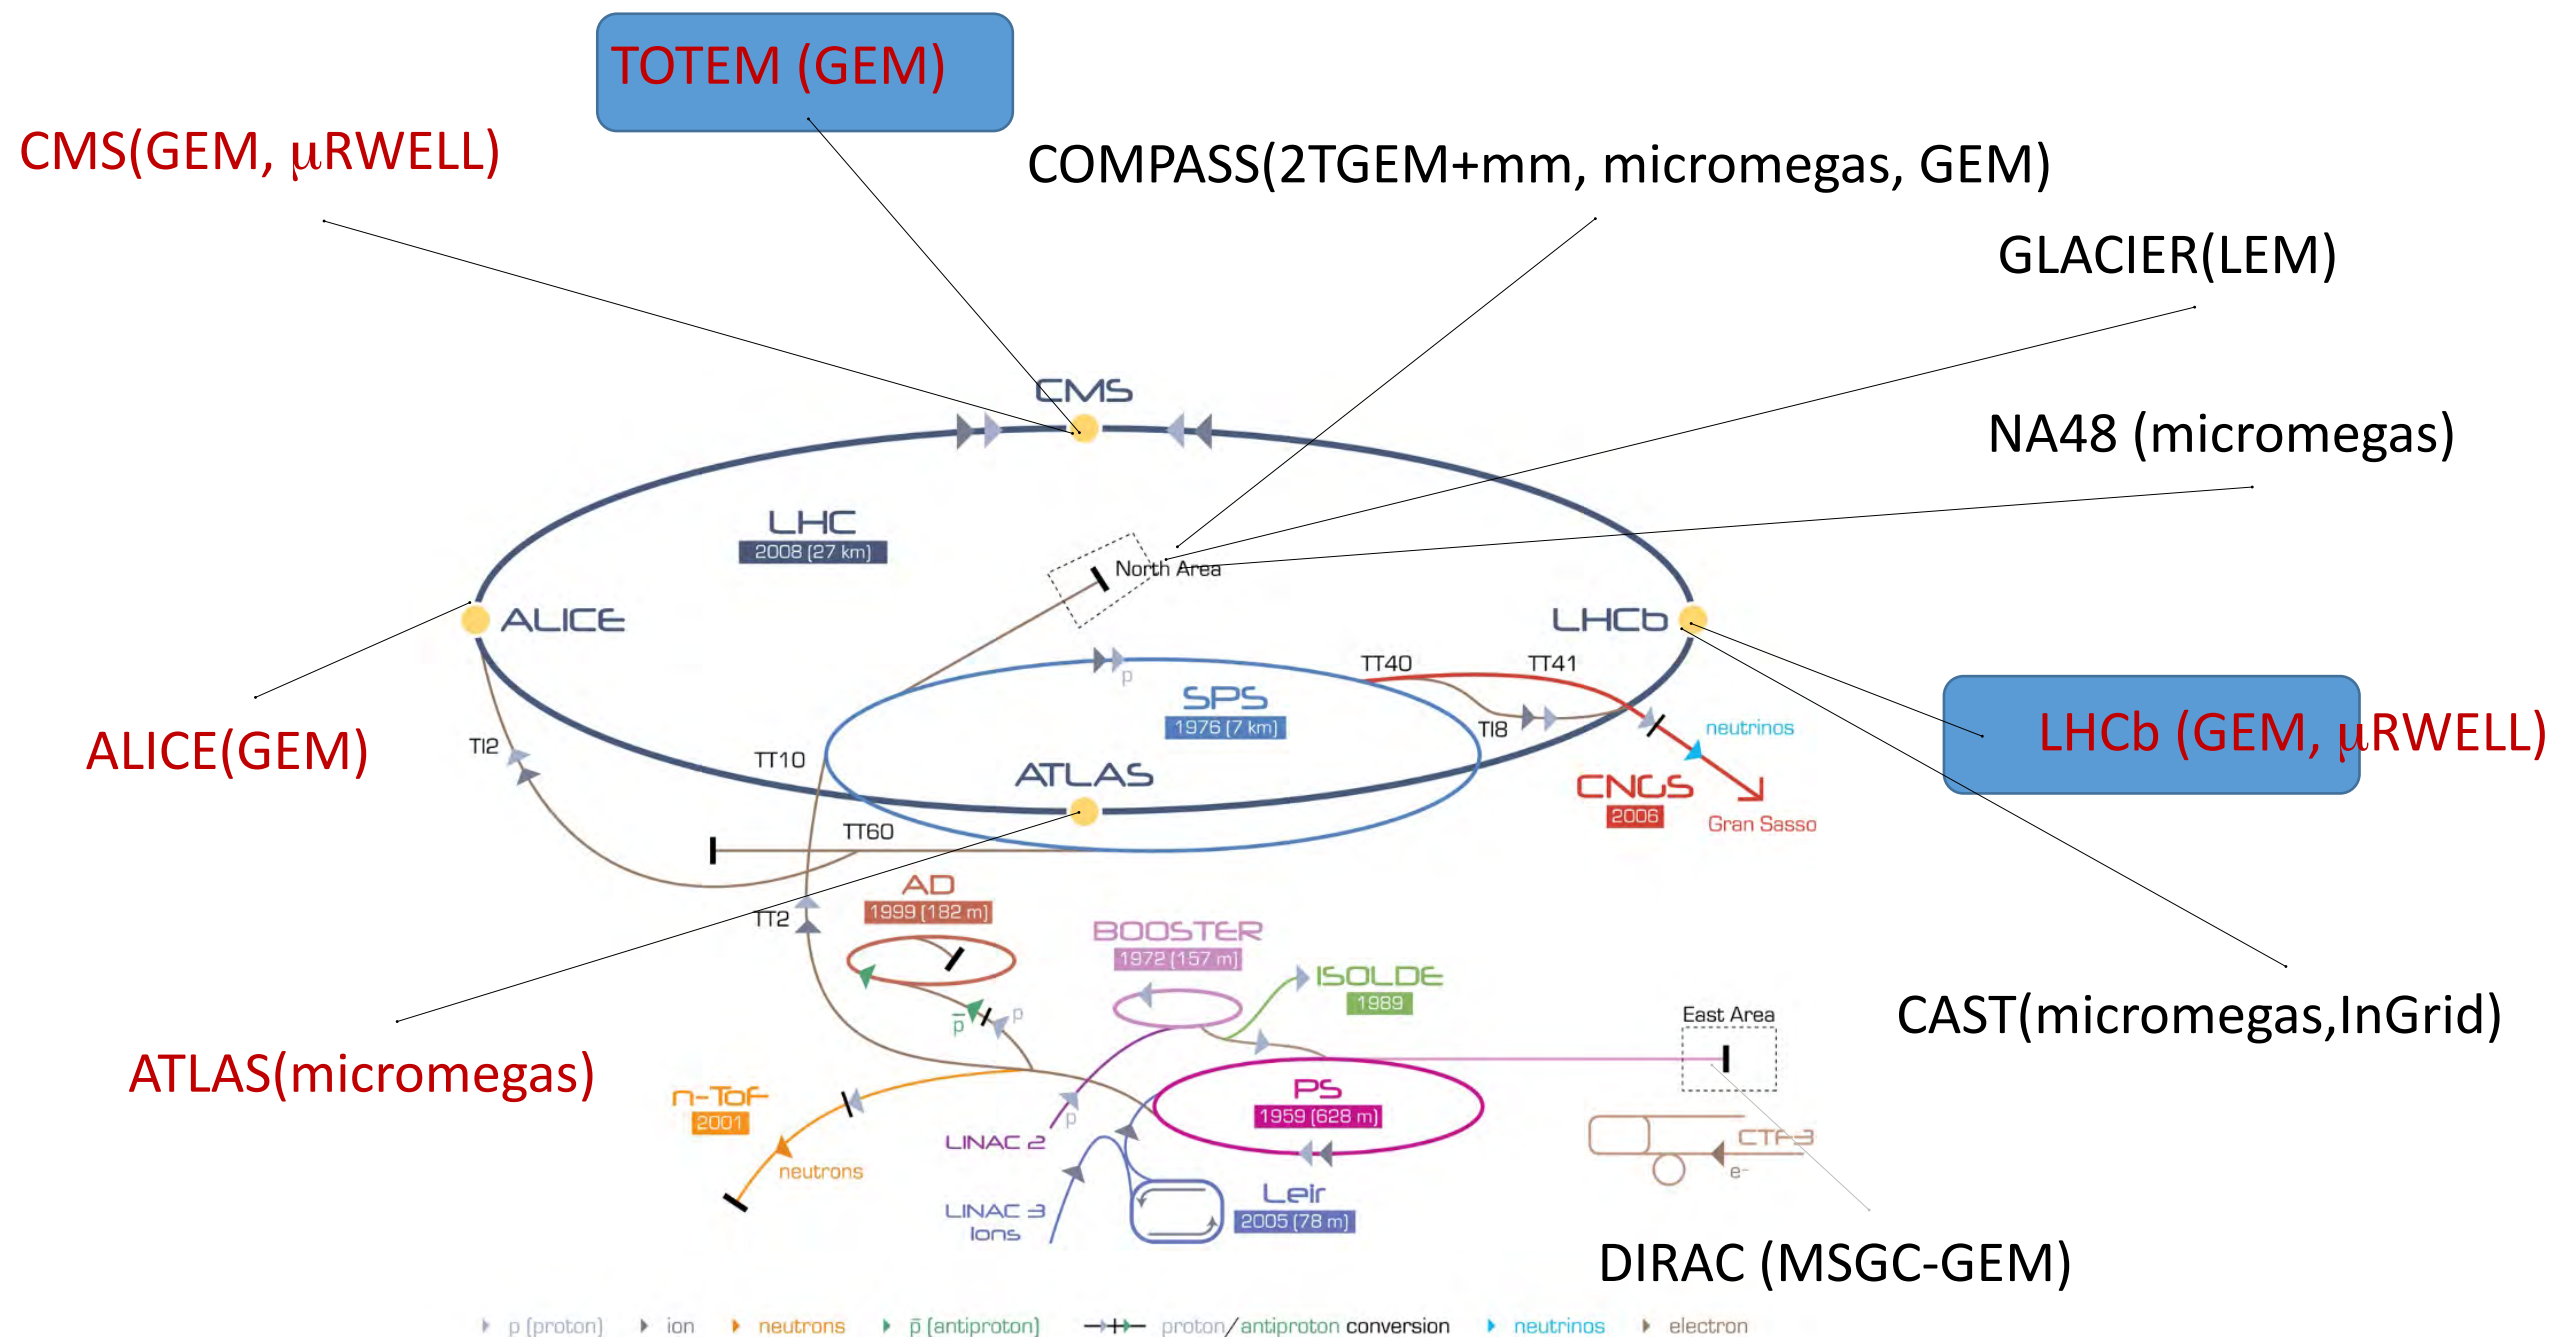 TOTEM (GEM)
CMS(GEM, μRWELL)
COMPASS(2TGEM+mm, micromegas, GEM)
GLACIER(LEM)
CMS
NA48 (micromegas)
LHC
2008 (27 km)
North Area
ALICE
LHCb
TT40
TT41
p
SPS
1976 (7 km)
TI8
neutrinos
LHCb (GEM, μRWELL)
ALICE(GEM)
TI2
TT10
ATLAS
CNGS
2006
Gran Sasso
TT60
AD
1999 (182 m)
TT2
BOOSTER
1972 (157 m)
ISOLDE
1989
p̅
p
East Area
CAST(micromegas,InGrid)
ATLAS(micromegas)
n-ToF
2001
neutrons
p
LINAC 2
PS
1959 (628 m)
CTF-3
e-
LINAC 3
Ions
Leir
2005 (78 m)
DIRAC (MSGC-GEM)
p (proton) ion neutrons p̅ (antiproton) proton/antiproton conversion neutrinos electron